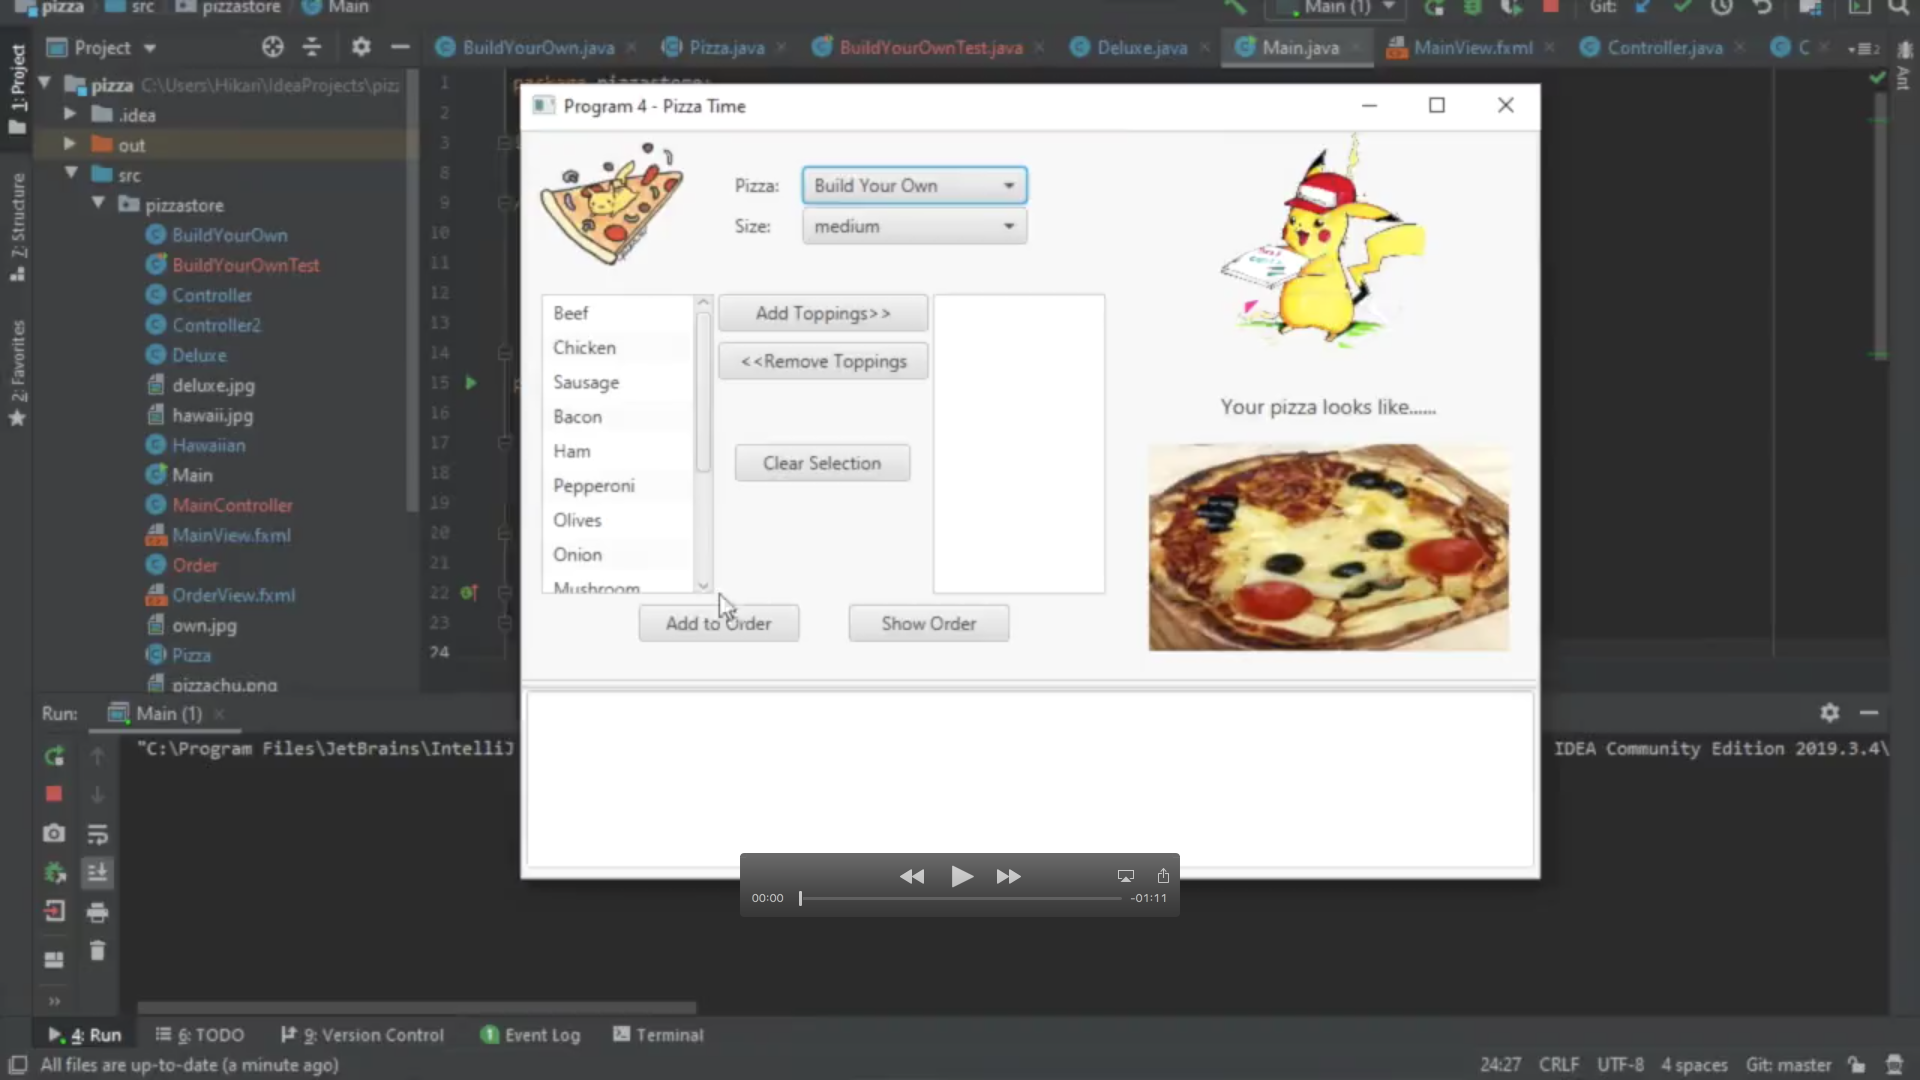 pizza src pizzastore Main
Main (1) Git:
Project
BuildYourOwn.java Pizza.java BuildYourOwnTest.java Deluxe.java Main.java MainView.fxml Controller.java C
1: Project
7: Structure
2: Favorites
Ant
pizza C:\Users\Hikari\IdeaProjects\piz
.idea
out
src
pizzastore
BuildYourOwn
BuildYourOwnTest
Controller
Controller2
Deluxe
deluxe.jpg
hawaii.jpg
Hawaiian
Main
MainController
MainView.fxml
Order
OrderView.fxml
own.jpg
Pizza
pizzachu.png
1
2
3
8
9
10
11
12
13
14
15
16
17
18
19
20
21
22
23
24
Program 4 - Pizza Time
Pizza: Build Your Own
Size: medium
Beef
Chicken
Sausage
Bacon
Ham
Pepperoni
Olives
Onion
Mushroom
Add Toppings>>
<<Remove Toppings
Clear Selection
Add to Order
Show Order
Your pizza looks like......
Run: Main (1)
"C:\Program Files\JetBrains\IntelliJ IDEA Community Edition 2019.3.4\
00:00 -01:11
4: Run 6: TODO 9: Version Control 1 Event Log Terminal
All files are up-to-date (a minute ago)
24:27 CRLF UTF-8 4 spaces Git: master